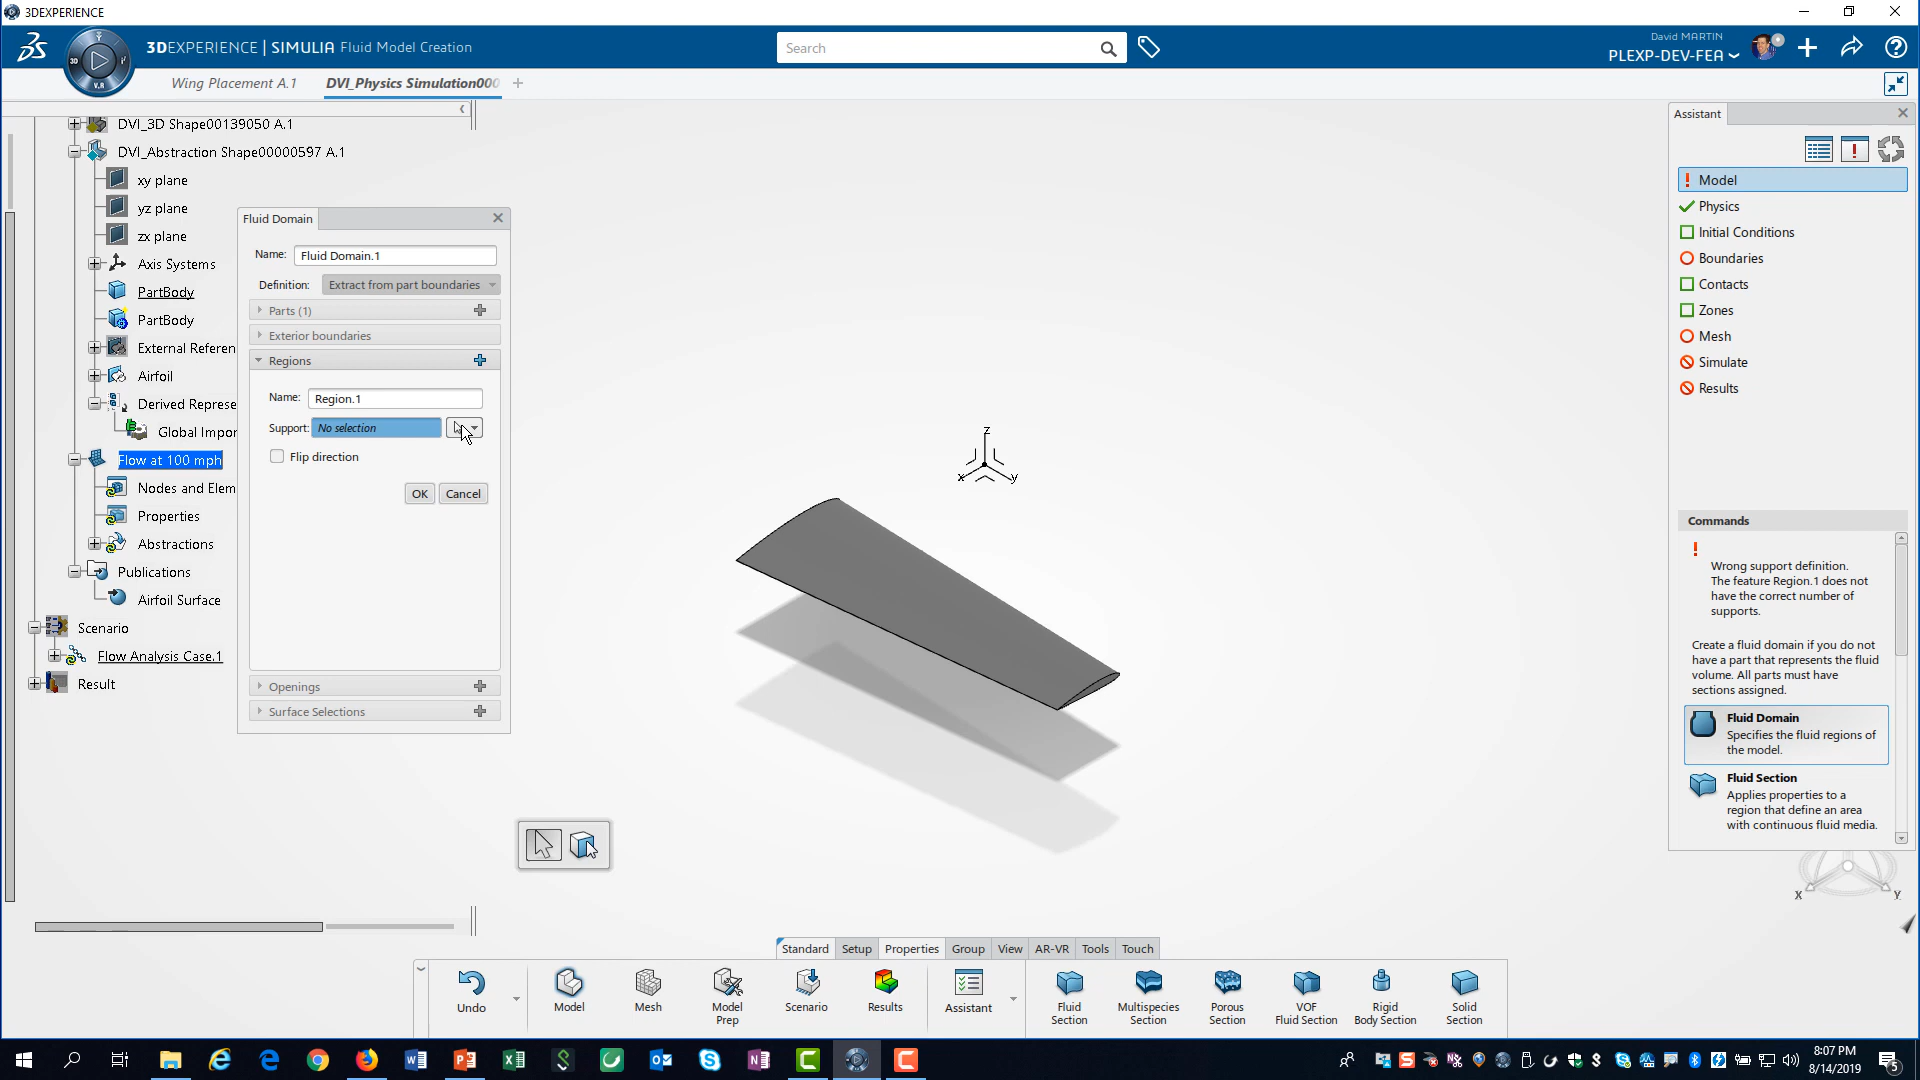 3DEXPERIENCE
3DEXPERIENCE | SIMULIA Fluid Model Creation
Search
David MARTIN
PLEXP-DEV-FEA
3D
V.R
Wing Placement A.1
DVI_Physics Simulation000
DVI_3D Shape00139050 A.1
DVI_Abstraction Shape00000597 A.1
xy plane
yz plane
zx plane
Axis Systems
PartBody
PartBody
External Referen
Airfoil
Derived Represe
Global Impor
Flow at 100 mph
Nodes and Elem
Properties
Abstractions
Publications
Airfoil Surface
Scenario
Flow Analysis Case.1
Result
Fluid Domain
Name: Fluid Domain.1
Definition: Extract from part boundaries
Parts (1)
Exterior boundaries
Regions
Name: Region.1
Support: No selection
Flip direction
OK Cancel
Openings
Surface Selections
z
x y
Assistant
Model
Physics
Initial Conditions
Boundaries
Contacts
Zones
Mesh
Simulate
Results
Commands
Wrong support definition.
The feature Region.1 does not
have the correct number of
supports.
Create a fluid domain if you do not
have a part that represents the fluid
volume. All parts must have
sections assigned.
Fluid Domain
Specifies the fluid regions of
the model.
Fluid Section
Applies properties to a
region that define an area
with continuous fluid media.
X Y
Standard Setup Properties Group View AR-VR Tools Touch
Undo
Model
Mesh
Model
Prep
Scenario
Results
Assistant
Fluid
Section
Multispecies
Section
Porous
Section
VOF
Fluid Section
Rigid
Body Section
Solid
Section
8:07 PM
8/14/2019
5